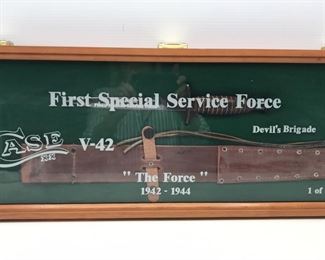 First Special Service Force
Devil's Brigade
CASE
XX
V-42
"The Force"
1942 - 1944
1 of